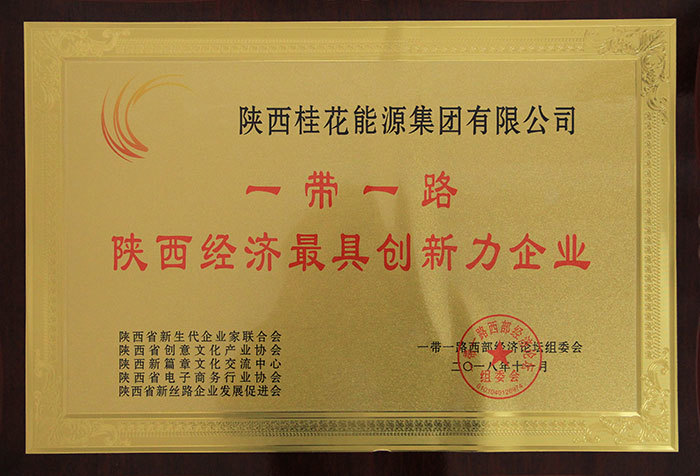 陕西桂花能源集团有限公司
一带一路
陕西经济最具创新力企业
陕西省新生代企业家联合会
陕西省创意文化产业协会
陕西新篇章文化交流中心
陕西省电子商务行业协会
陕西省新丝路企业发展促进会
一带一路西部经济论坛组委会
二〇一八年十一月
组委会
6101040120974